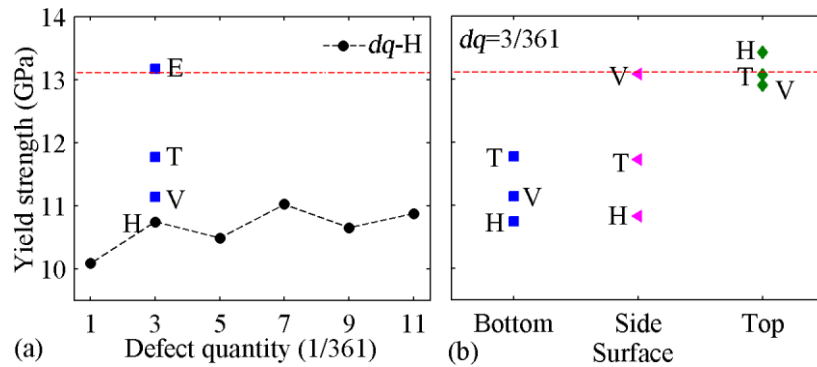 14
13
12
11
10
Yield strength (GPa)
dq-H
E
T
V
H
1 3 5 7 9 11
(a) Defect quantity (1/361)
dq=3/361
H
V T V
T T
V
H H
Bottom Side Top
(b) Surface